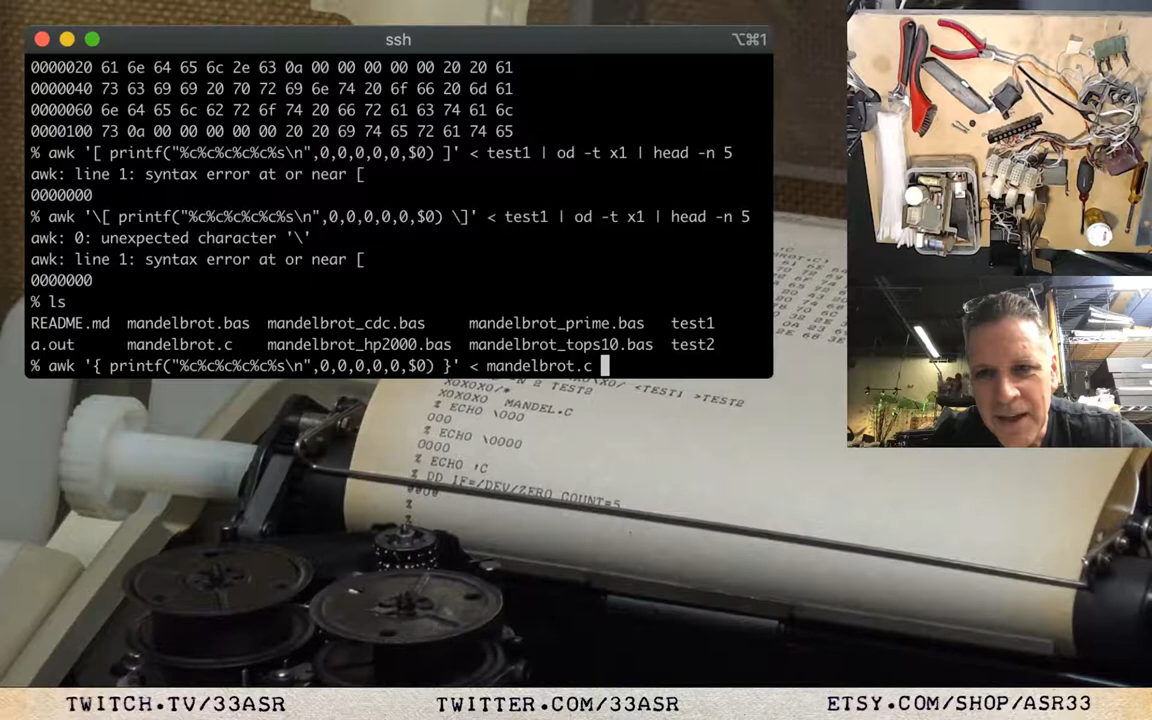 ssh
⌥⌘1
0000020 61 6e 64 65 6c 2e 63 0a 00 00 00 00 00 20 20 61
0000040 73 63 69 69 20 70 72 69 6e 74 20 6f 66 20 6d 61
0000060 6e 64 65 6c 62 72 6f 74 20 66 72 61 63 74 61 6c
0000100 73 0a 00 00 00 00 00 20 20 69 74 65 72 61 74 65
% awk '[ printf("%c%c%c%c%c%s\n",0,0,0,0,0,$0) ]' < test1 | od -t x1 | head -n 5
awk: line 1: syntax error at or near [
0000000
% awk '\[ printf("%c%c%c%c%c%s\n",0,0,0,0,0,$0) \]' < test1 | od -t x1 | head -n 5
awk: 0: unexpected character '\'
awk: line 1: syntax error at or near [
0000000
% ls
README.md mandelbrot.bas mandelbrot_cdc.bas mandelbrot_prime.bas test1
a.out mandelbrot.c mandelbrot_hp2000.bas mandelbrot_tops10.bas test2
% awk '{ printf("%c%c%c%c%c%s\n",0,0,0,0,0,$0) }' < mandelbrot.c
N 2 TEST2
<TEST1 >TEST2
XOXOXO/* MANDEL.C
% ECHO \000
000
% ECHO \0000
0000
% ECHO 'C
% DD IF=/DEV/ZERO COUNT=5
%
%
TWITCH.TV/33ASR
TWITTER.COM/33ASR
ETSY.COM/SHOP/ASR33